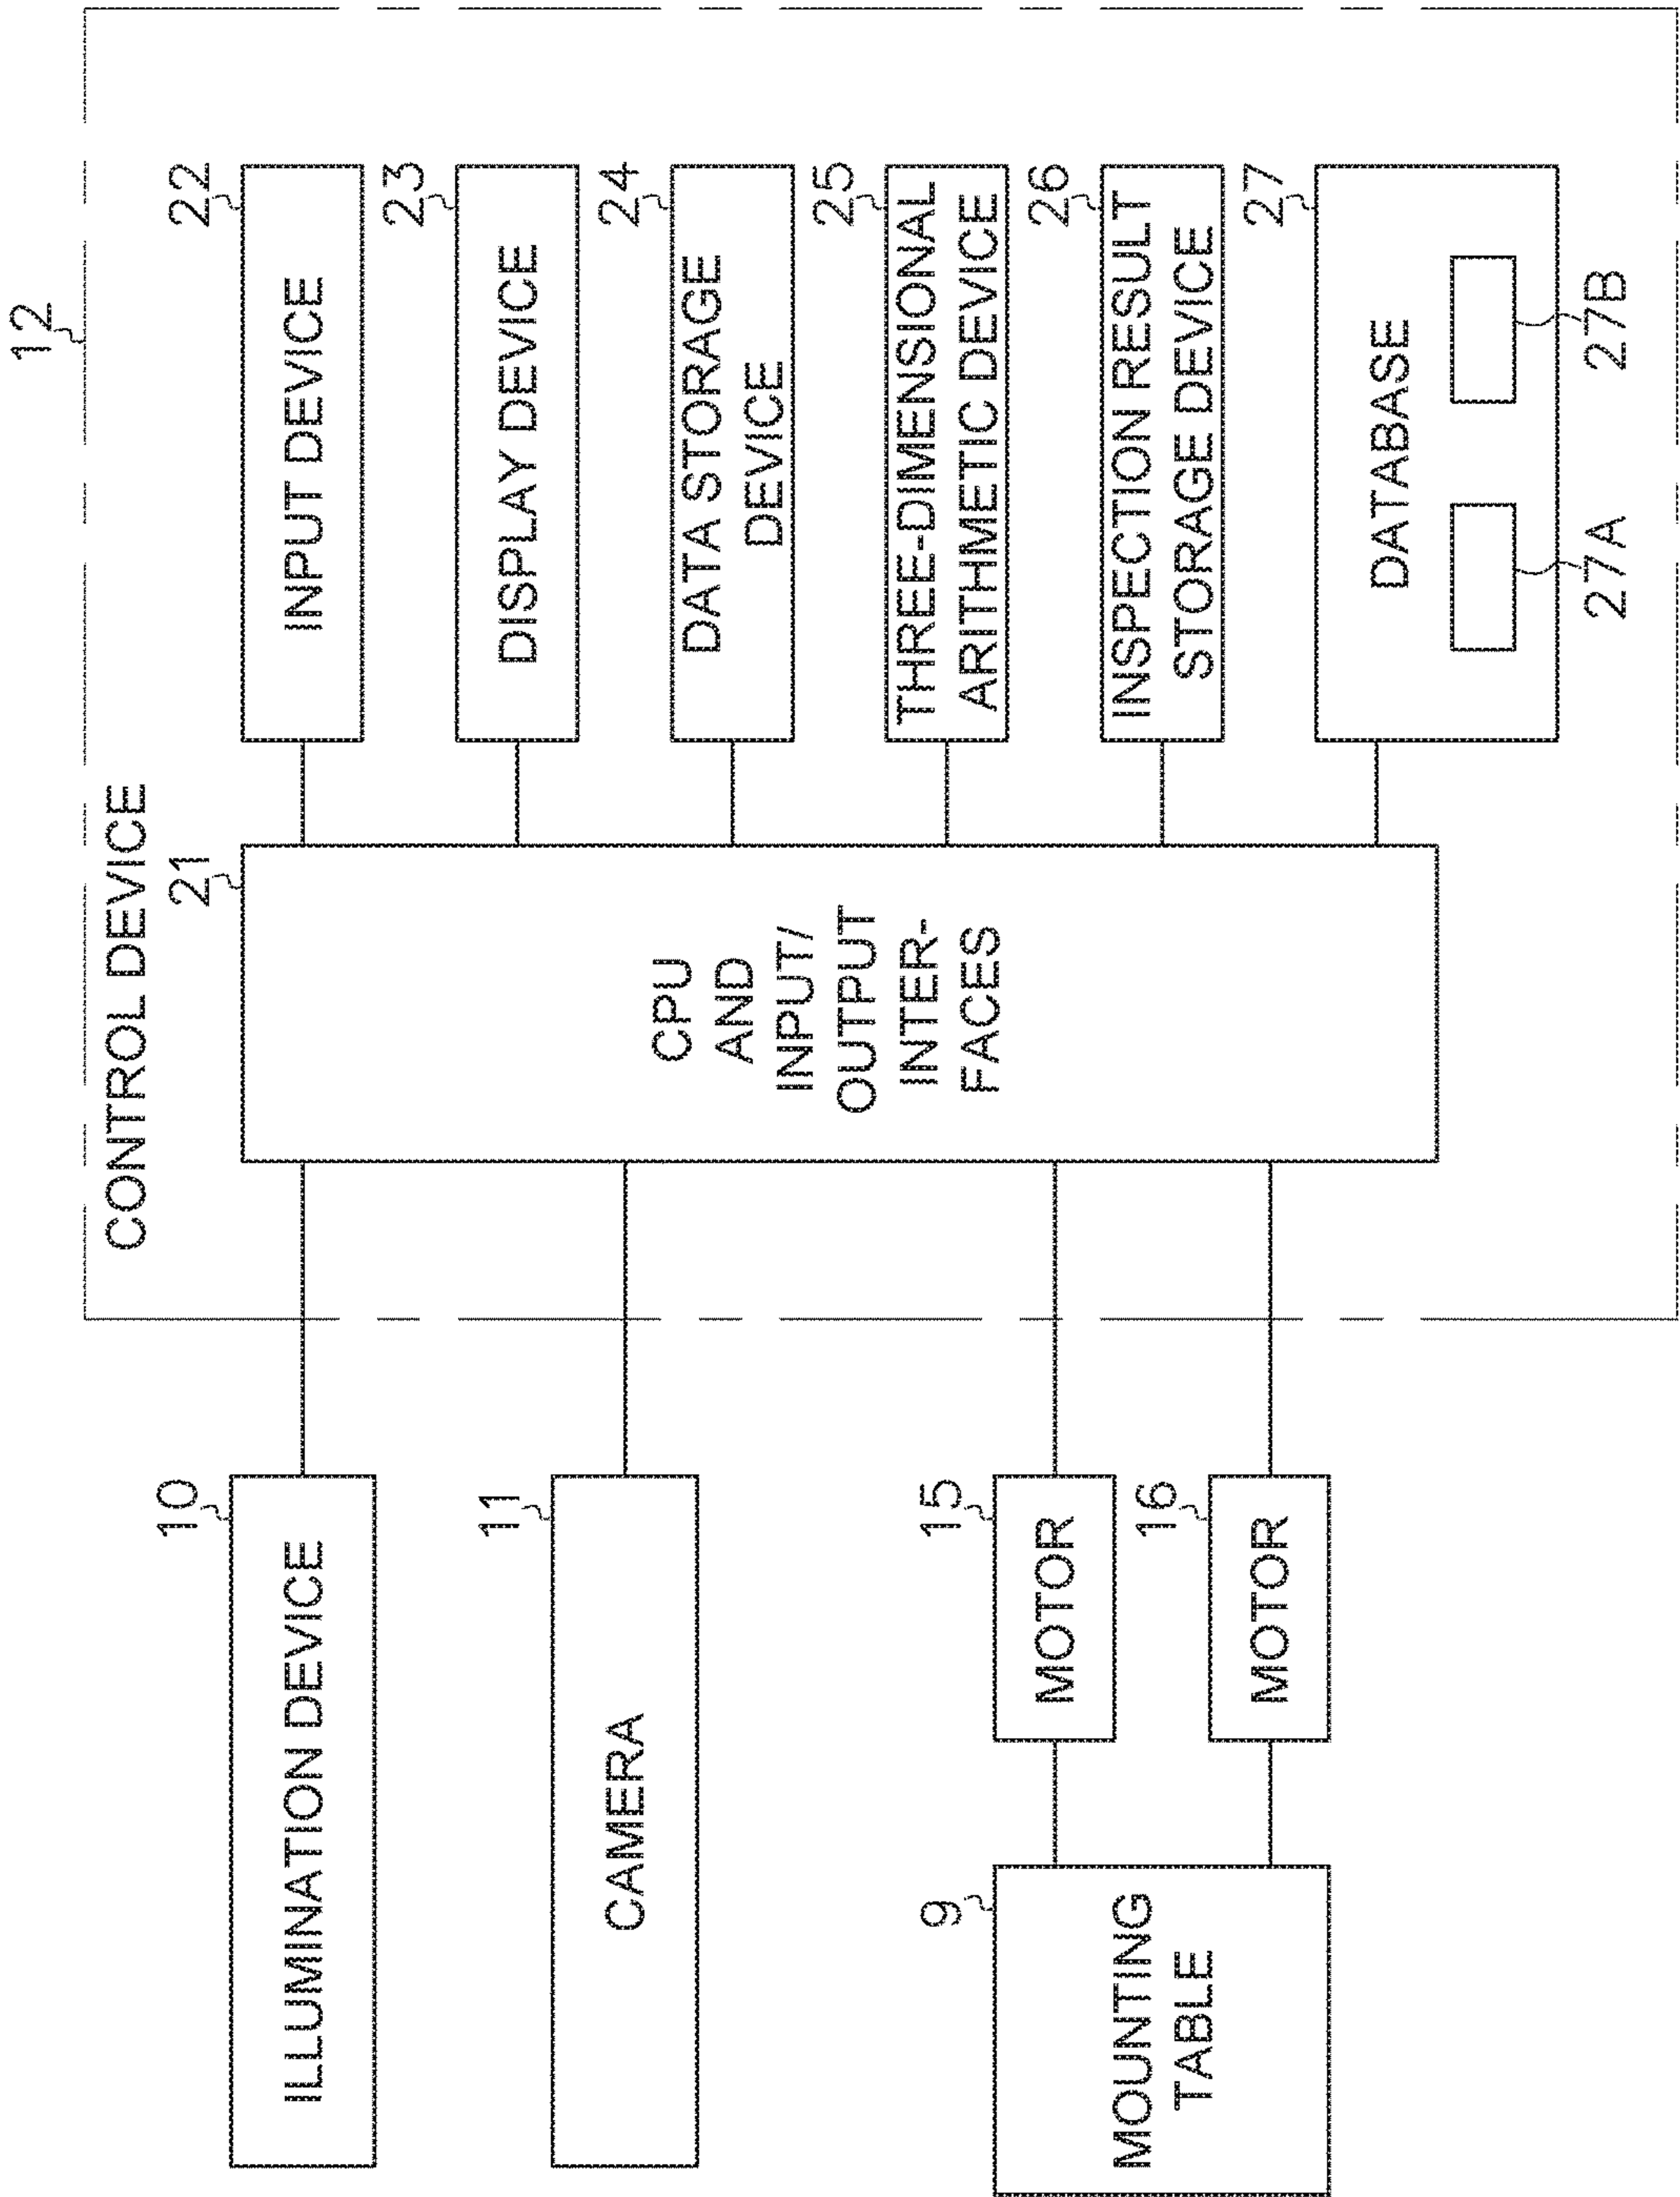 12
CONTROL DEVICE
10
ILLUMINATION DEVICE
11
CAMERA
9
MOUNTING
TABLE
15
MOTOR
16
MOTOR
21
CPU
AND
INPUT/
OUTPUT
INTER-
FACES
22
INPUT DEVICE
23
DISPLAY DEVICE
24
DATA STORAGE
DEVICE
25
THREE-DIMENSIONAL
ARITHMETIC DEVICE
26
INSPECTION RESULT
STORAGE DEVICE
27
DATABASE
27A
27B